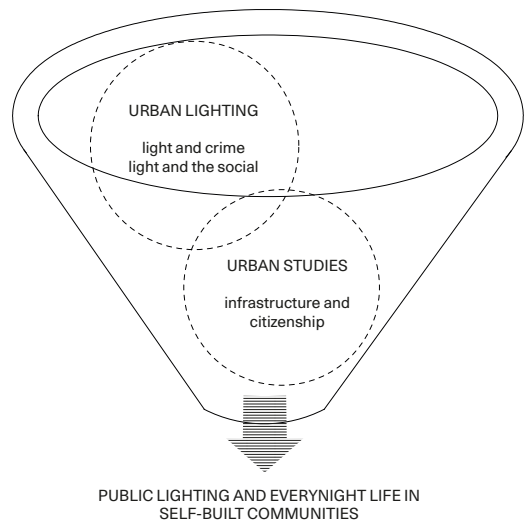 URBAN LIGHTING
light and crime
light and the social
URBAN STUDIES
infrastructure and
citizenship
PUBLIC LIGHTING AND EVERYNIGHT LIFE IN
SELF-BUILT COMMUNITIES